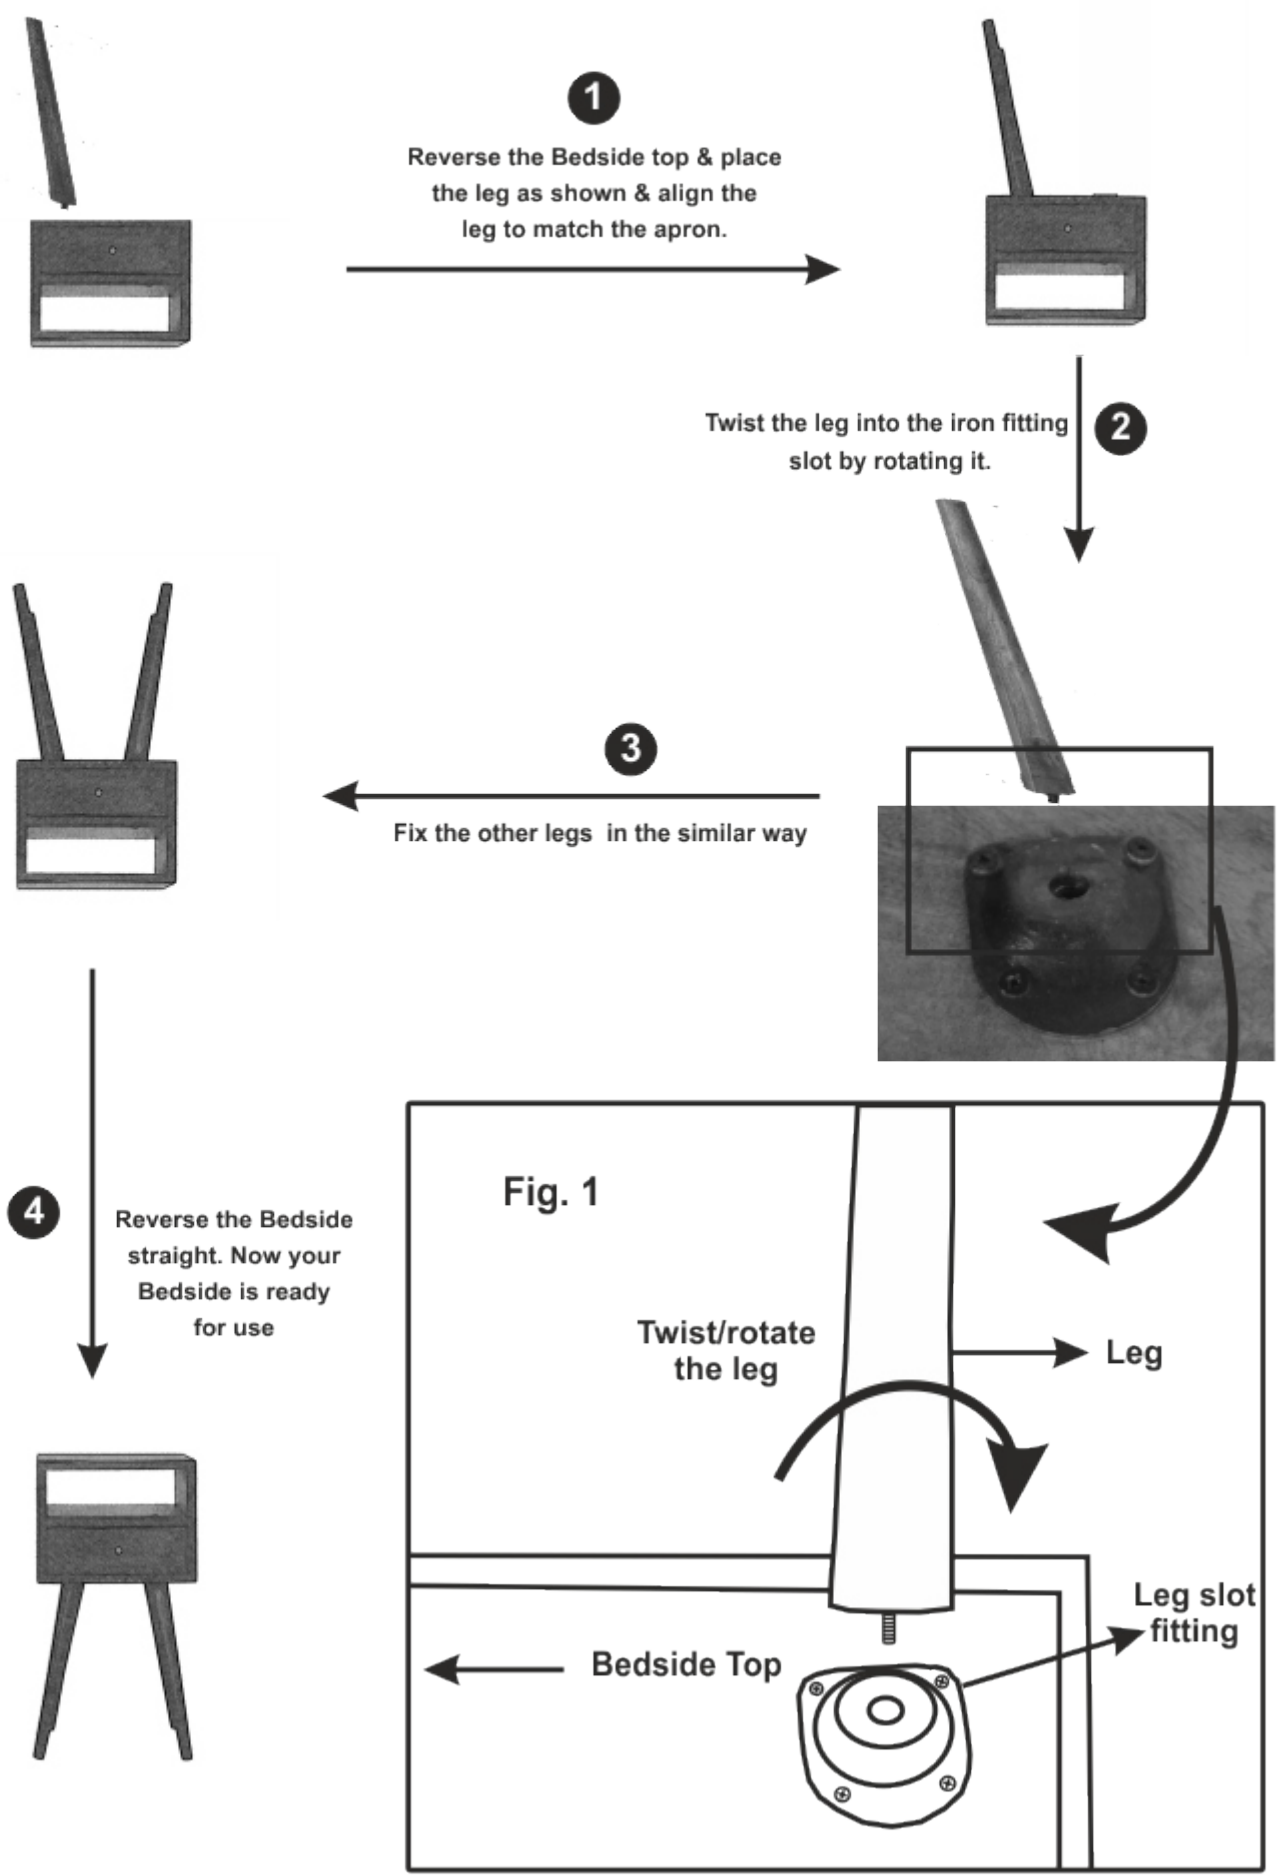 1
Reverse the Bedside top & place
the leg as shown & align the
leg to match the apron.
2
Twist the leg into the iron fitting
slot by rotating it.
3
Fix the other legs in the similar way
4
Reverse the Bedside
straight. Now your
Bedside is ready
for use
Fig. 1
Twist/rotate
the leg
Leg
Leg slot
fitting
Bedside Top